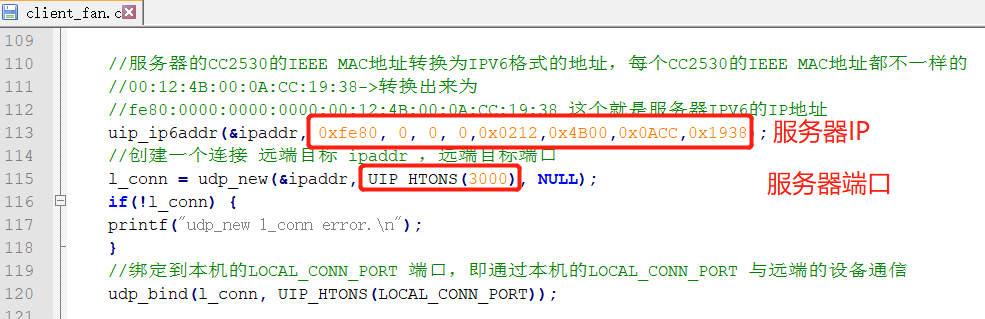 client_fan.c
109
110 //服务器的CC2530的IEEE MAC地址转换为IPV6格式的地址，每个CC2530的IEEE MAC地址都不一样的
111 //00:12:4B:00:0A:CC:19:38->转换出来为
112 //fe80:0000:0000:0000:00:12:4B:00:0A:CC:19:38 这个就是服务器IPV6的IP地址
113 uip_ip6addr(&ipaddr, 0xfe80, 0, 0, 0,0x0212,0x4B00,0x0ACC,0x1938); 服务器IP
114 //创建一个连接 远端目标 ipaddr ，远端目标端口
115 l_conn = udp_new(&ipaddr, UIP_HTONS(3000), NULL); 服务器端口
116 if(!l_conn) {
117 printf("udp_new l_conn error.\n");
118 }
119 //绑定到本机的LOCAL_CONN_PORT 端口，即通过本机的LOCAL_CONN_PORT 与远端的设备通信
120 udp_bind(l_conn, UIP_HTONS(LOCAL_CONN_PORT));